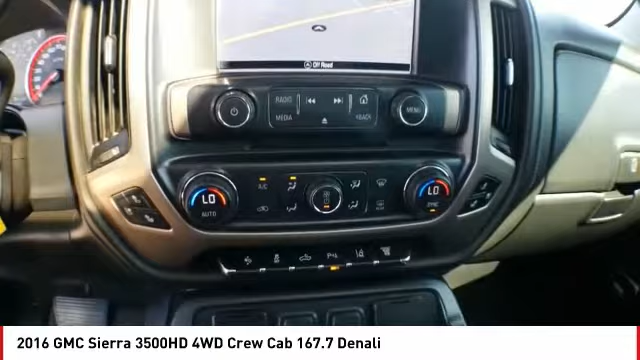 Off Road
RADIO
MEDIA
BACK
MENU
LO
AUTO
A/C
LO
SYNC
2016 GMC Sierra 3500HD 4WD Crew Cab 167.7 Denali